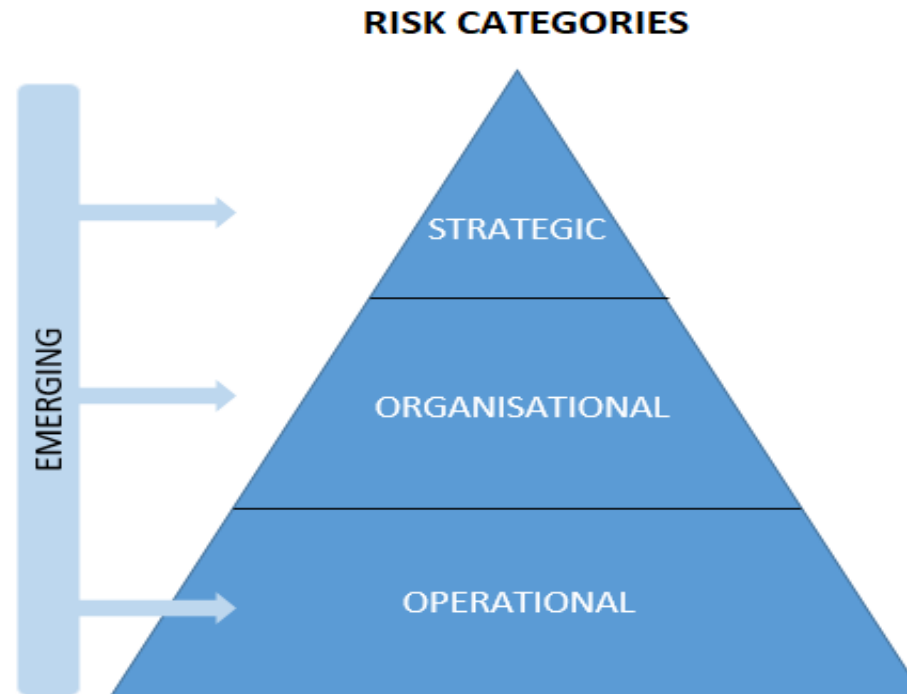 RISK CATEGORIES
STRATEGIC
EMERGING
ORGANISATIONAL
OPERATIONAL